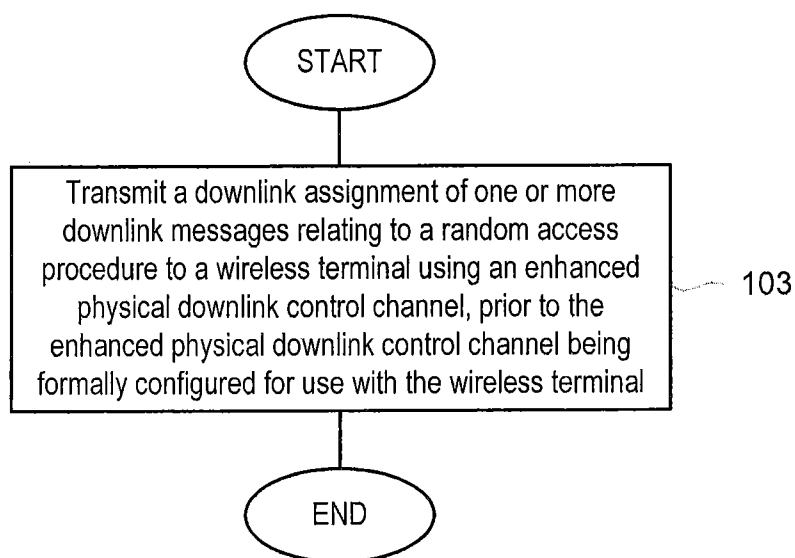 START
Transmit a downlink assignment of one or more
downlink messages relating to a random access
procedure to a wireless terminal using an enhanced
physical downlink control channel, prior to the
enhanced physical downlink control channel being
formally configured for use with the wireless terminal
103
END